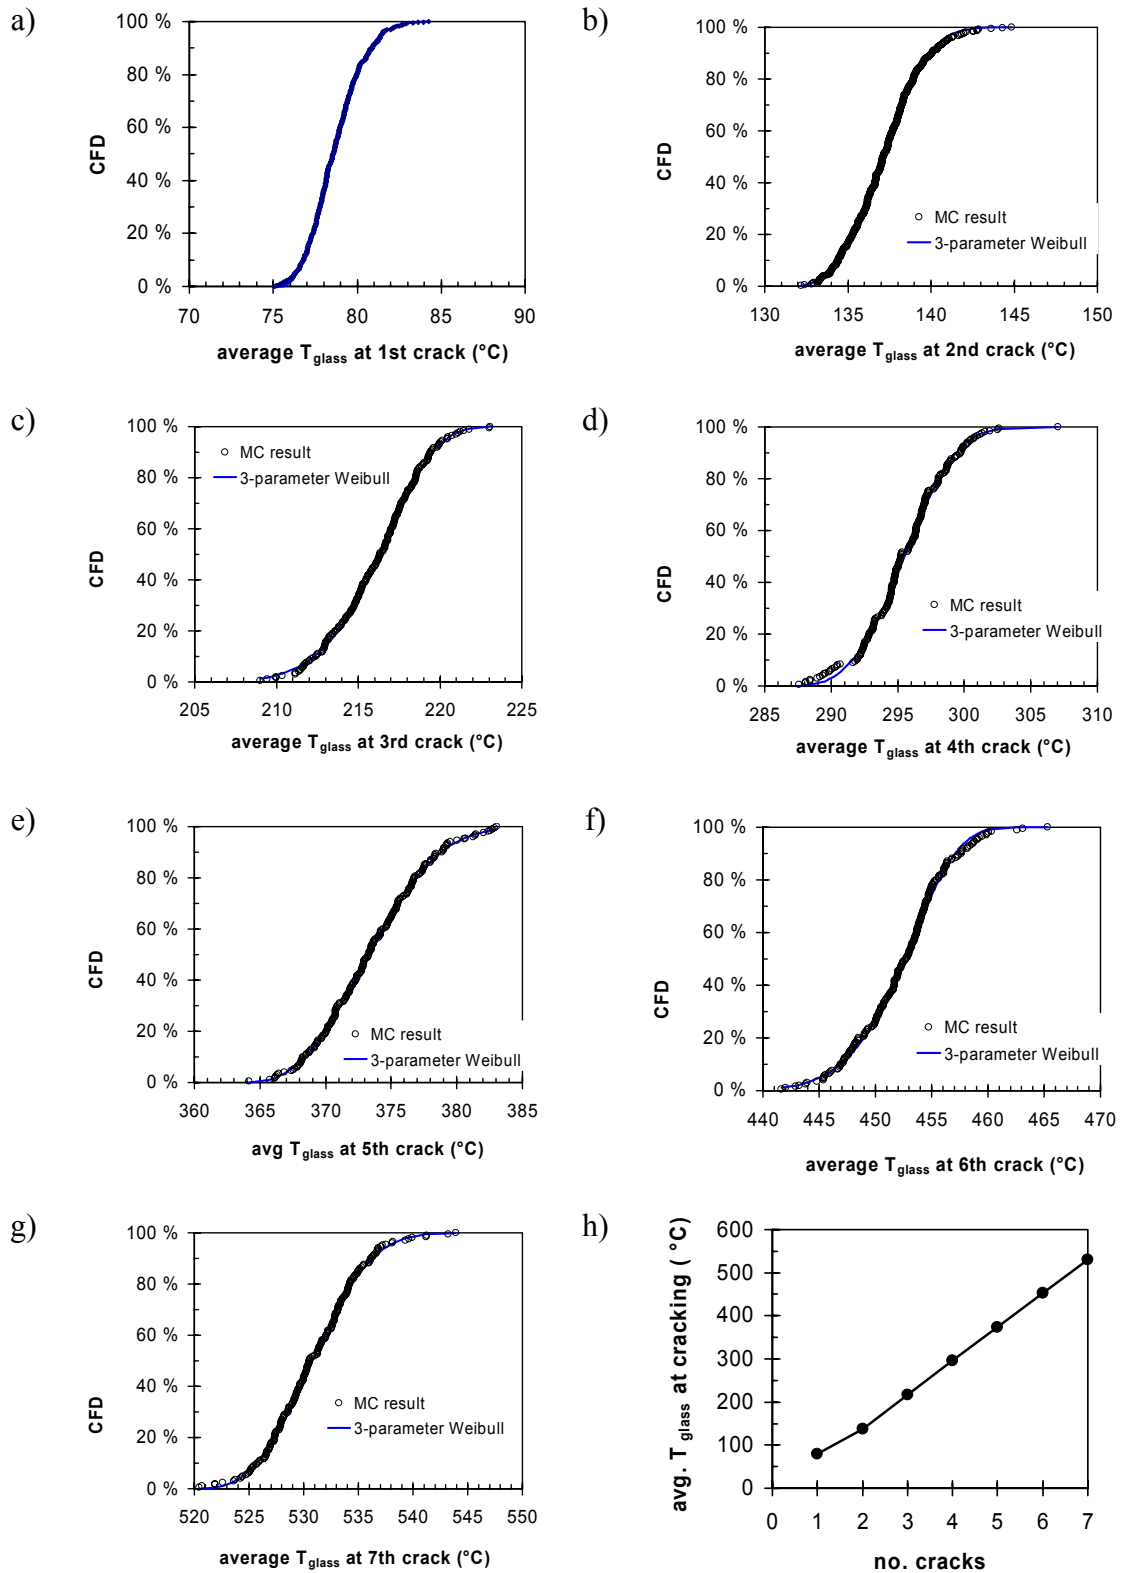 a)
100 %
80 %
60 %
40 %
20 %
0 %
CFD
70 75 80 85 90
average Tglass at 1st crack (°C)
b)
100 %
80 %
60 %
40 %
20 %
0 %
CFD
MC result
3-parameter Weibull
130 135 140 145 150
average Tglass at 2nd crack (°C)
c)
100 %
80 %
60 %
40 %
20 %
0 %
CFD
MC result
3-parameter Weibull
205 210 215 220 225
average Tglass at 3rd crack (°C)
d)
100 %
80 %
60 %
40 %
20 %
0 %
CFD
MC result
3-parameter Weibull
285 290 295 300 305 310
average Tglass at 4th crack (°C)
e)
100 %
80 %
60 %
40 %
20 %
0 %
CFD
MC result
3-parameter Weibull
360 365 370 375 380 385
avg Tglass at 5th crack (°C)
f)
100 %
80 %
60 %
40 %
20 %
0 %
CFD
MC result
3-parameter Weibull
440 445 450 455 460 465 470
average Tglass at 6th crack (°C)
g)
100 %
80 %
60 %
40 %
20 %
0 %
CFD
MC result
3-parameter Weibull
520 525 530 535 540 545 550
average Tglass at 7th crack (°C)
h)
600
500
400
300
200
100
0
avg. T glass at cracking ( °C)
0 1 2 3 4 5 6 7
no. cracks